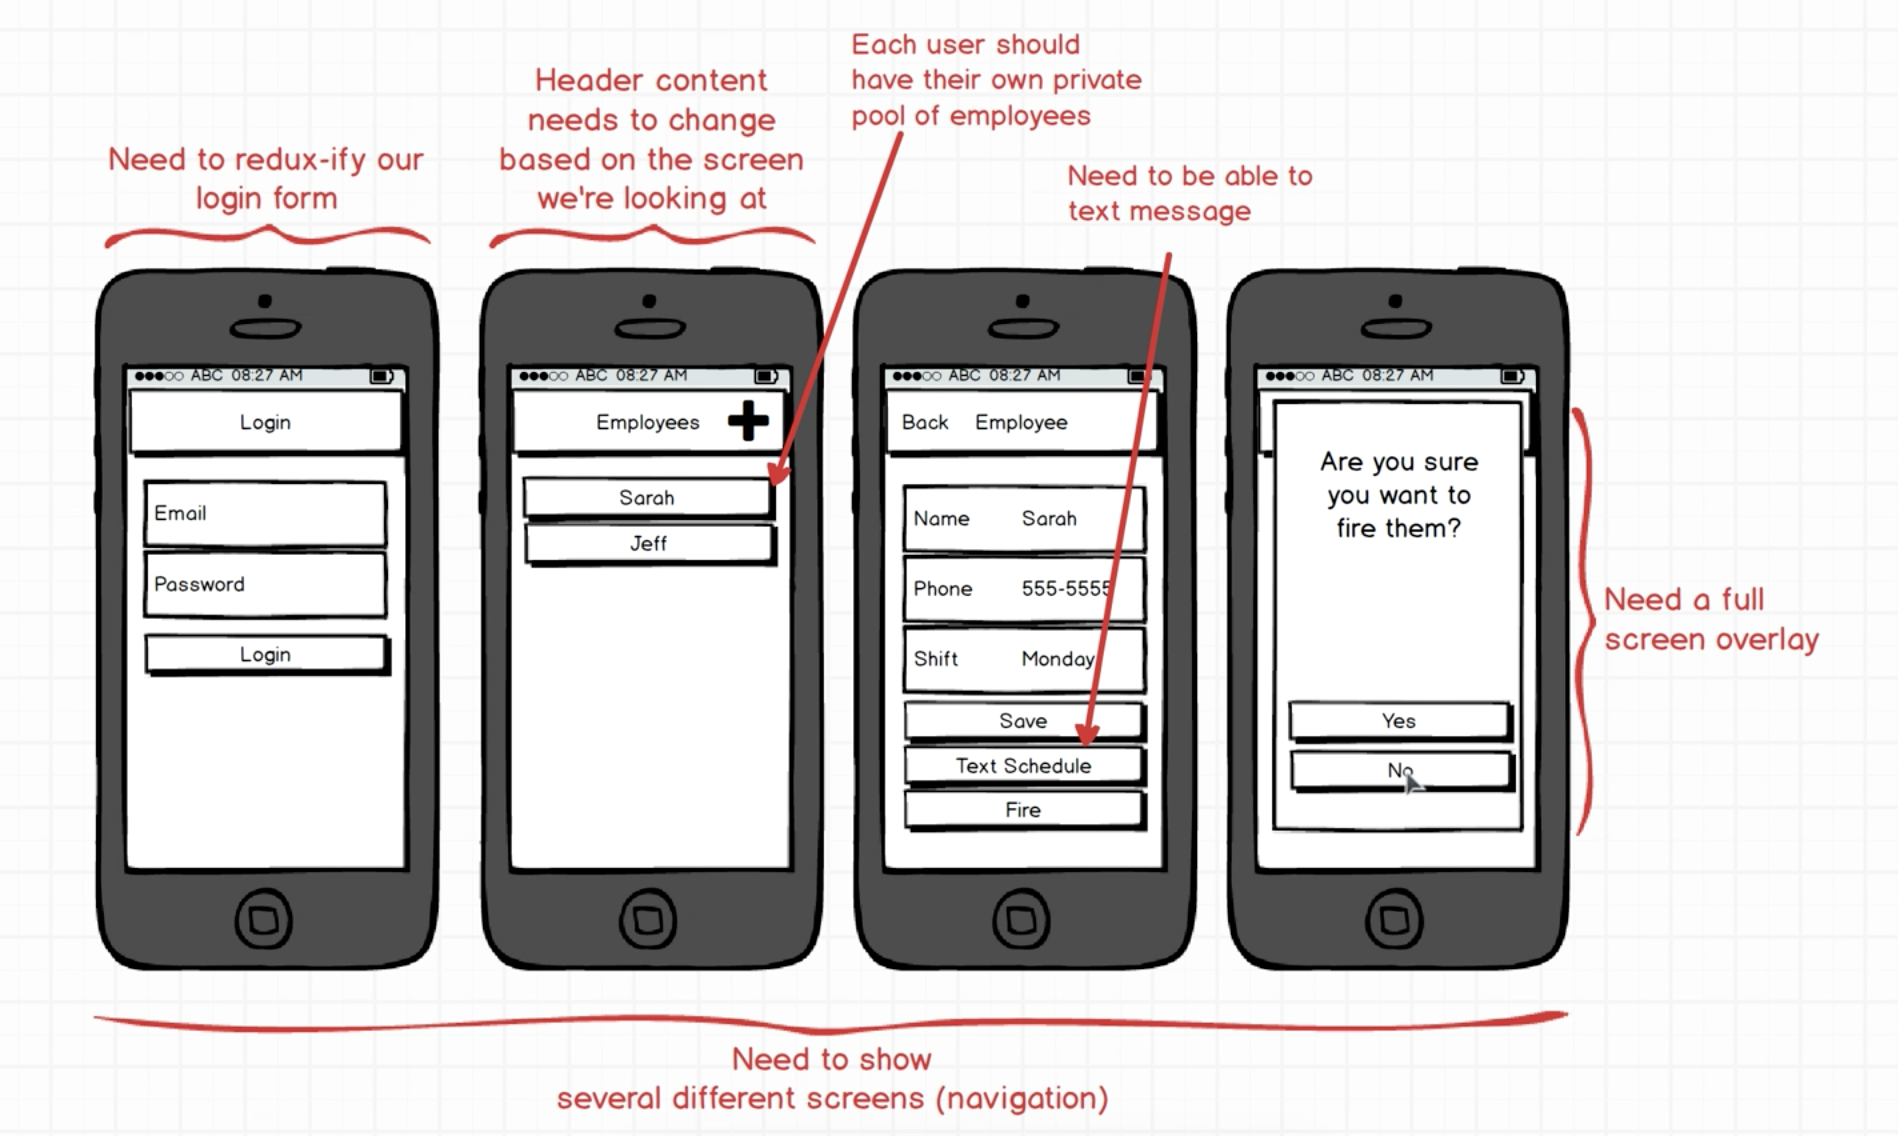 Each user should
have their own private
pool of employees
Header content
needs to change
based on the screen
we're looking at
Need to redux-ify our
login form
Need to be able to
text message
ABC 08:27 AM
Login
Email
Password
Login
ABC 08:27 AM
Employees
Sarah
Jeff
ABC 08:27 AM
Back Employee
Name Sarah
Phone 555-5555
Shift Monday
Save
Text Schedule
Fire
ABC 08:27 AM
Are you sure
you want to
fire them?
Yes
No
Need a full
screen overlay
Need to show
several different screens (navigation)